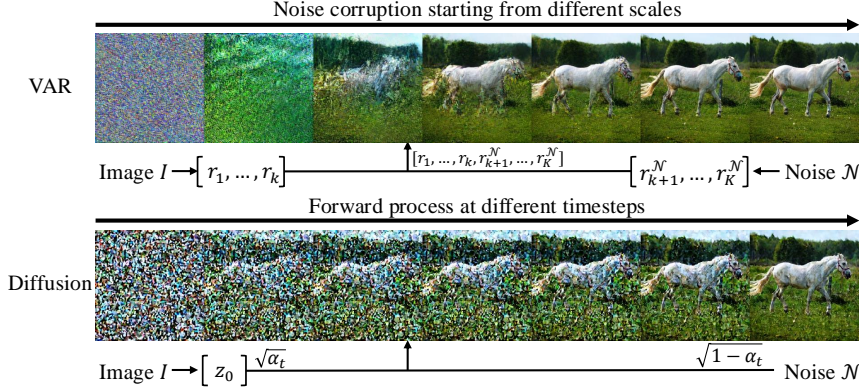 Noise corruption starting from different scales
VAR
[r_1, …, r_k, r_{k+1}^𝒩, …, r_K^𝒩]
Image I → [r_1, …, r_k]
[r_{k+1}^𝒩, …, r_K^𝒩] ← Noise 𝒩
Forward process at different timesteps
Diffusion
Image I → [z_0] √α_t
√1 − α_t
Noise 𝒩